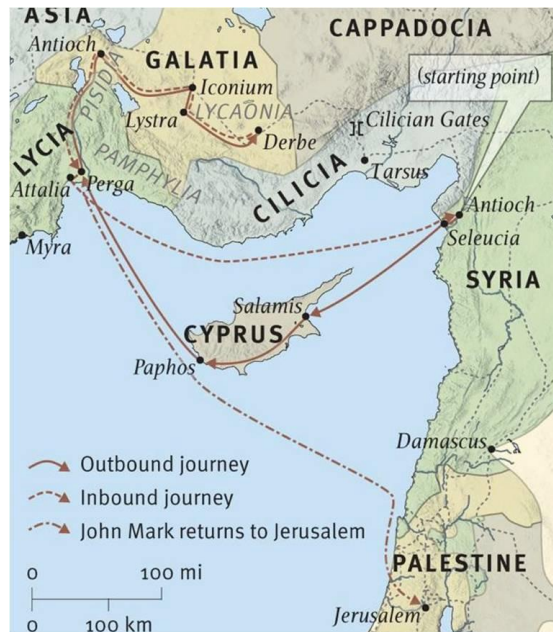 ASIA
CAPPADOCIA
Antioch
GALATIA
(starting point)
PISIDIA
Iconium
LYCAONIA
Lystra
Cilician Gates
Derbe
LYCIA
PAMPHYLIA
CILICIA
Tarsus
Attalia
Perga
Antioch
Seleucia
Myra
SYRIA
Salamis
CYPRUS
Paphos
Damascus
Outbound journey
Inbound journey
John Mark returns to Jerusalem
PALESTINE
0 100 mi
0 100 km
Jerusalem